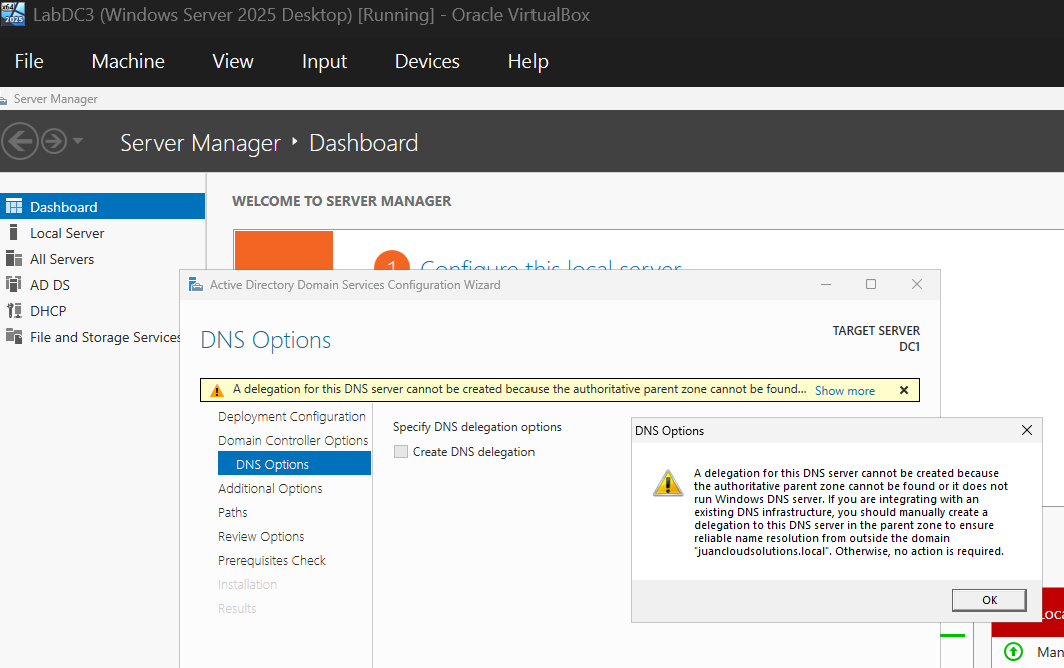 x64
2025
LabDC3 (Windows Server 2025 Desktop) [Running] - Oracle VirtualBox
File Machine View Input Devices Help
Server Manager
Server Manager Dashboard
Dashboard
Local Server
All Servers
AD DS
DHCP
File and Storage Services
WELCOME TO SERVER MANAGER
1 Configure this local server
Active Directory Domain Services Configuration Wizard
DNS Options
TARGET SERVER
DC1
A delegation for this DNS server cannot be created because the authoritative parent zone cannot be found... Show more
Deployment Configuration
Domain Controller Options
DNS Options
Additional Options
Paths
Review Options
Prerequisites Check
Installation
Results
Specify DNS delegation options
Create DNS delegation
DNS Options
A delegation for this DNS server cannot be created because
the authoritative parent zone cannot be found or it does not
run Windows DNS server. If you are integrating with an
existing DNS infrastructure, you should manually create a
delegation to this DNS server in the parent zone to ensure
reliable name resolution from outside the domain
"juancloudsolutions.local". Otherwise, no action is required.
OK